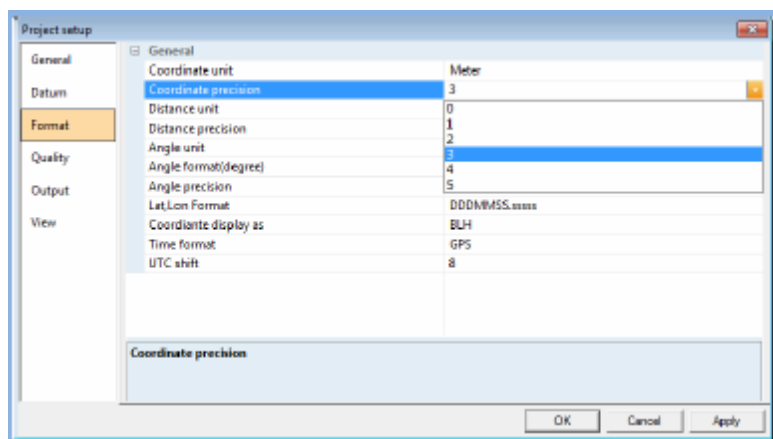 Project setup
General
Datum
Format
Quality
Output
View
General
Coordinate unit Meter
Coordinate precision 3
Distance unit 0
Distance precision 1
2
Angle unit
3
Angle format(degree) 4
Angle precision 5
Lat,Lon Format DDDMMSS.sssss
Coordiante display as BLH
Time format GPS
UTC shift 8
Coordinate precision
OK Cancel Apply